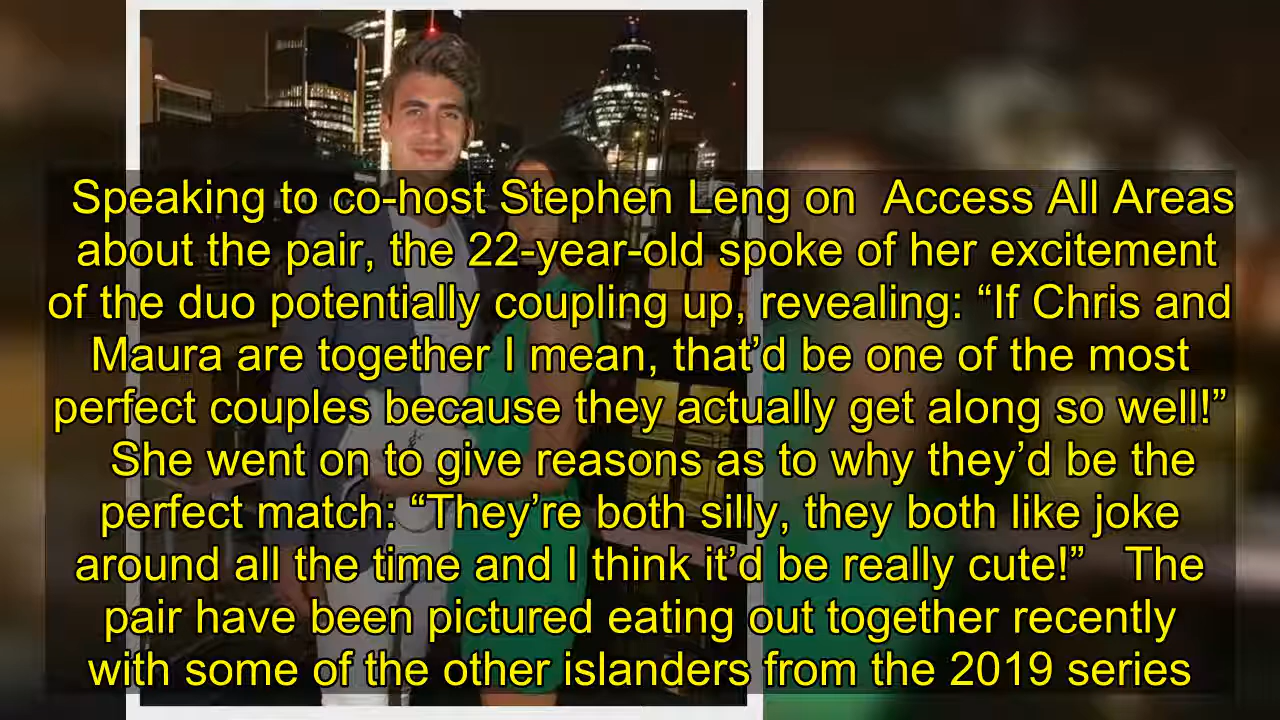 Speaking to co-host Stephen Leng on Access All Areas
about the pair, the 22-year-old spoke of her excitement
of the duo potentially coupling up, revealing: “If Chris and
Maura are together I mean, that’d be one of the most
perfect couples because they actually get along so well!”
She went on to give reasons as to why they’d be the
perfect match: “They’re both silly, they both like joke
around all the time and I think it’d be really cute!” The
pair have been pictured eating out together recently
with some of the other islanders from the 2019 series